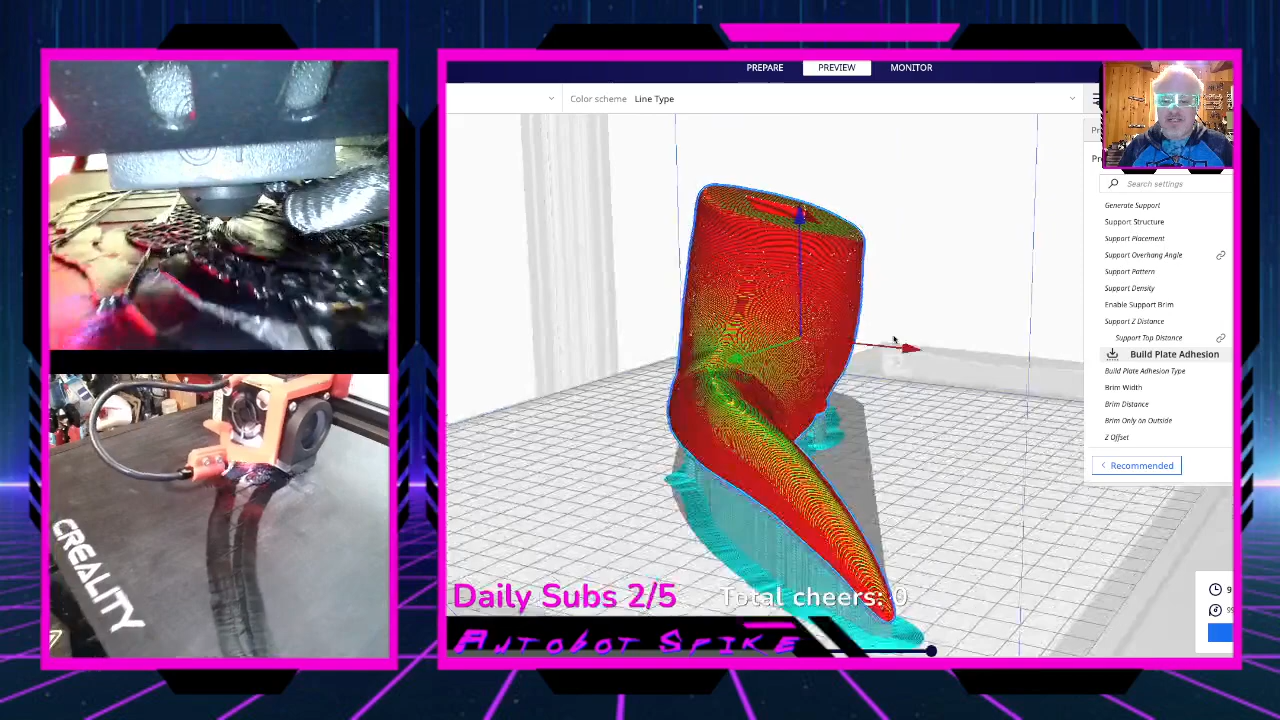 PREPARE
PREVIEW
MONITOR
Color scheme Line Type
Search settings
Generate Support
Support Structure
Support Placement
Support Overhang Angle
Support Pattern
Support Density
Enable Support Brim
Support Z Distance
Support Top Distance
Build Plate Adhesion
Build Plate Adhesion Type
Brim Width
Brim Distance
Brim Only on Outside
Z Offset
Recommended
CREALITY
Daily Subs 2/5
Total cheers: 0
Autobot Spike